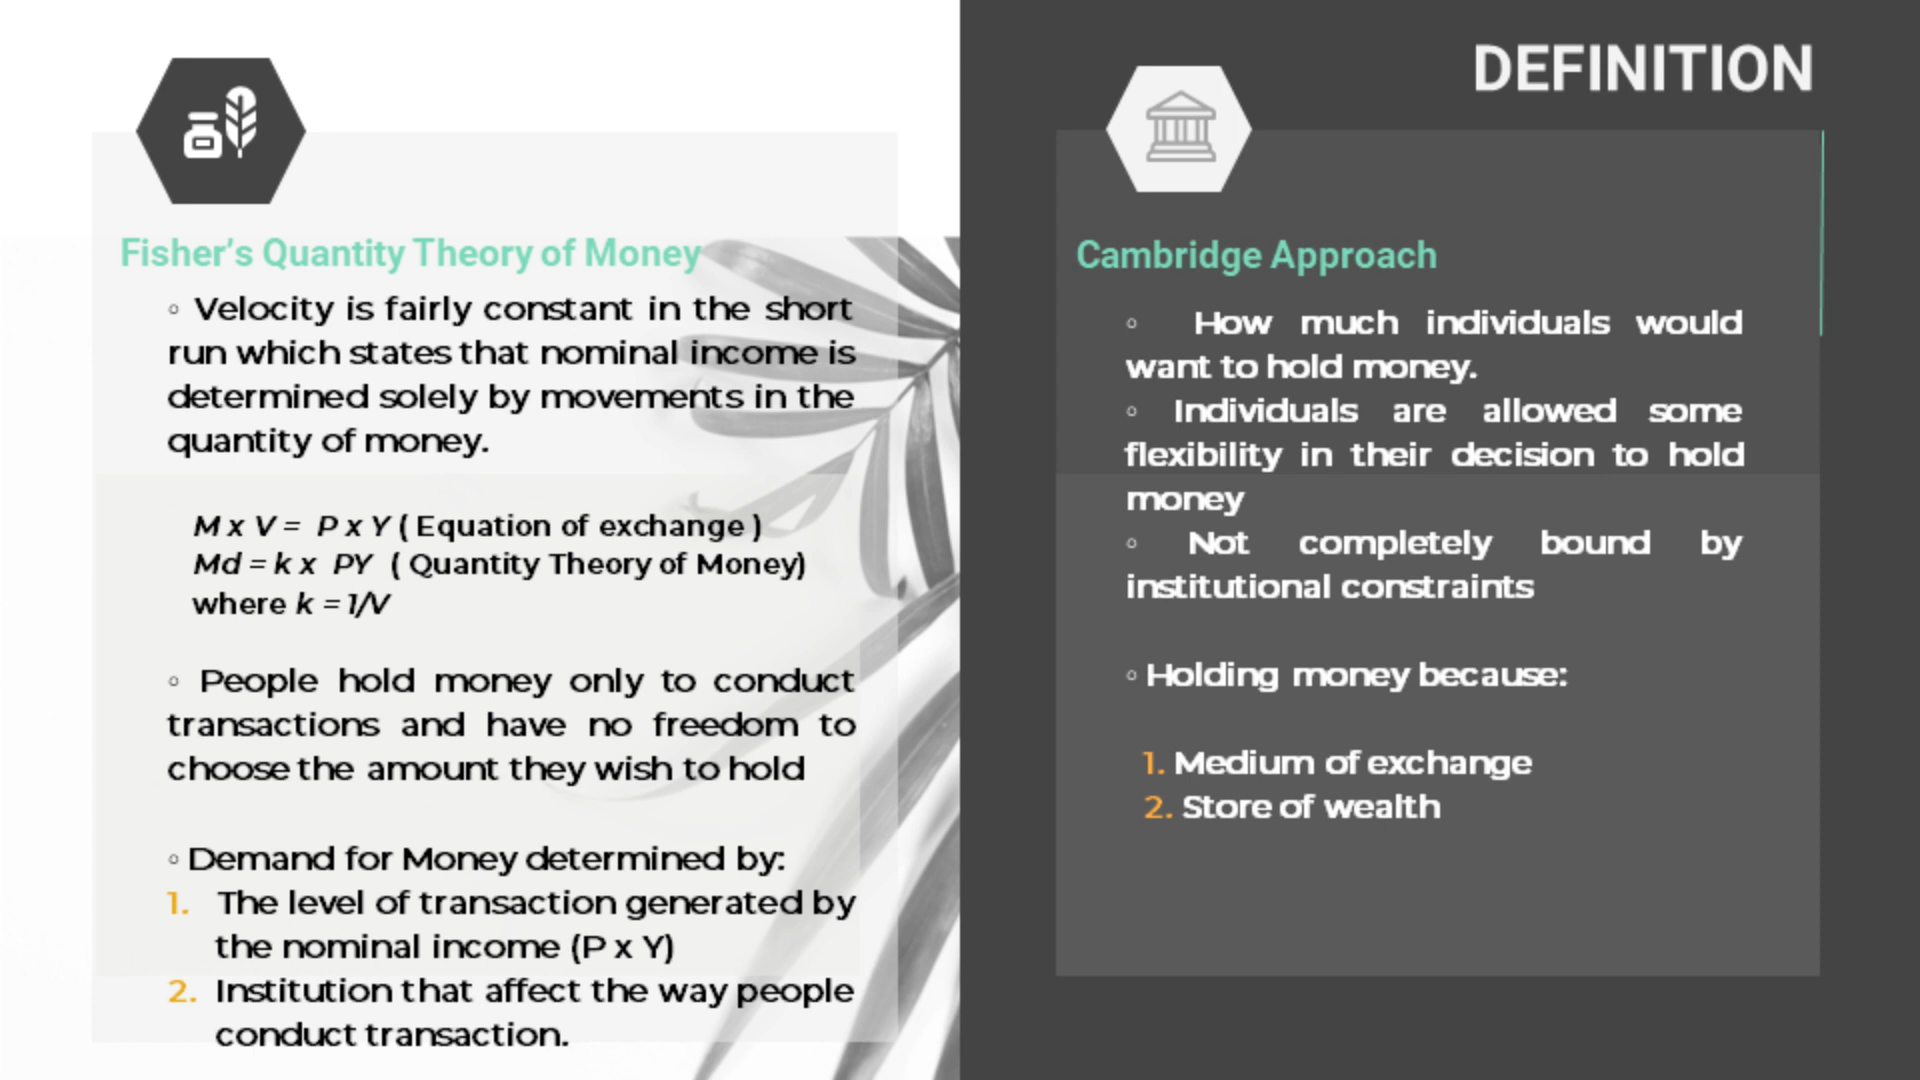 DEFINITION
Fisher's Quantity Theory of Money
◦ Velocity is fairly constant in the short
run which states that nominal income is
determined solely by movements in the
quantity of money.
M x V = P x Y ( Equation of exchange )
Md = k x PY ( Quantity Theory of Money)
where k = 1/V
◦ People hold money only to conduct
transactions and have no freedom to
choose the amount they wish to hold
◦ Demand for Money determined by:
1. The level of transaction generated by
the nominal income (P x Y)
2. Institution that affect the way people
conduct transaction.
Cambridge Approach
◦ How much individuals would
want to hold money.
◦ Individuals are allowed some
flexibility in their decision to hold
money
◦ Not completely bound by
institutional constraints
◦ Holding money because:
1. Medium of exchange
2. Store of wealth